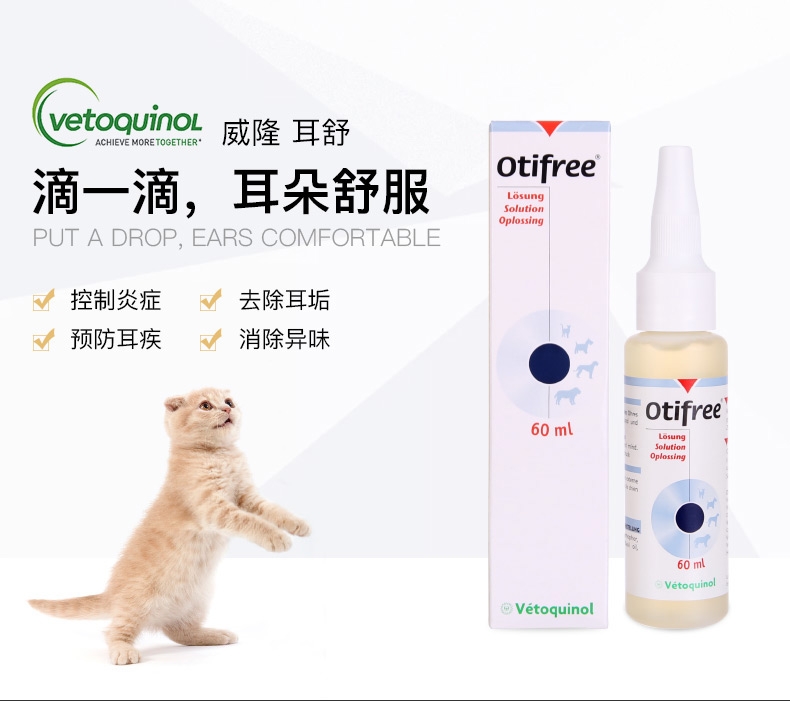 vetoquinol
ACHIEVE MORE TOGETHER
威隆 耳舒
滴一滴，耳朵舒服
PUT A DROP, EARS COMFORTABLE
控制炎症
去除耳垢
预防耳疾
消除异味
Otifree®
Lösung
Solution
Oplossing
60 ml
Vétoquinol
Otifree
Lösung
Solution
Oplossing
60 ml
Vétoquinol